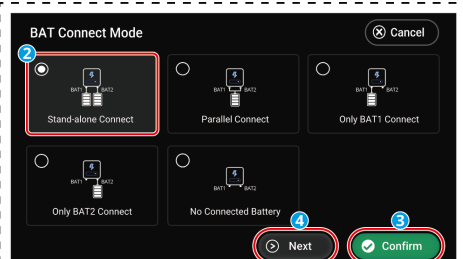 BAT Connect Mode
Cancel
2
BAT1 BAT2
Stand-alone Connect
BAT1 BAT2
Parallel Connect
BAT1 BAT2
Only BAT1 Connect
BAT1 BAT2
Only BAT2 Connect
BAT1 BAT2
No Connected Battery
4
Next
3
Confirm